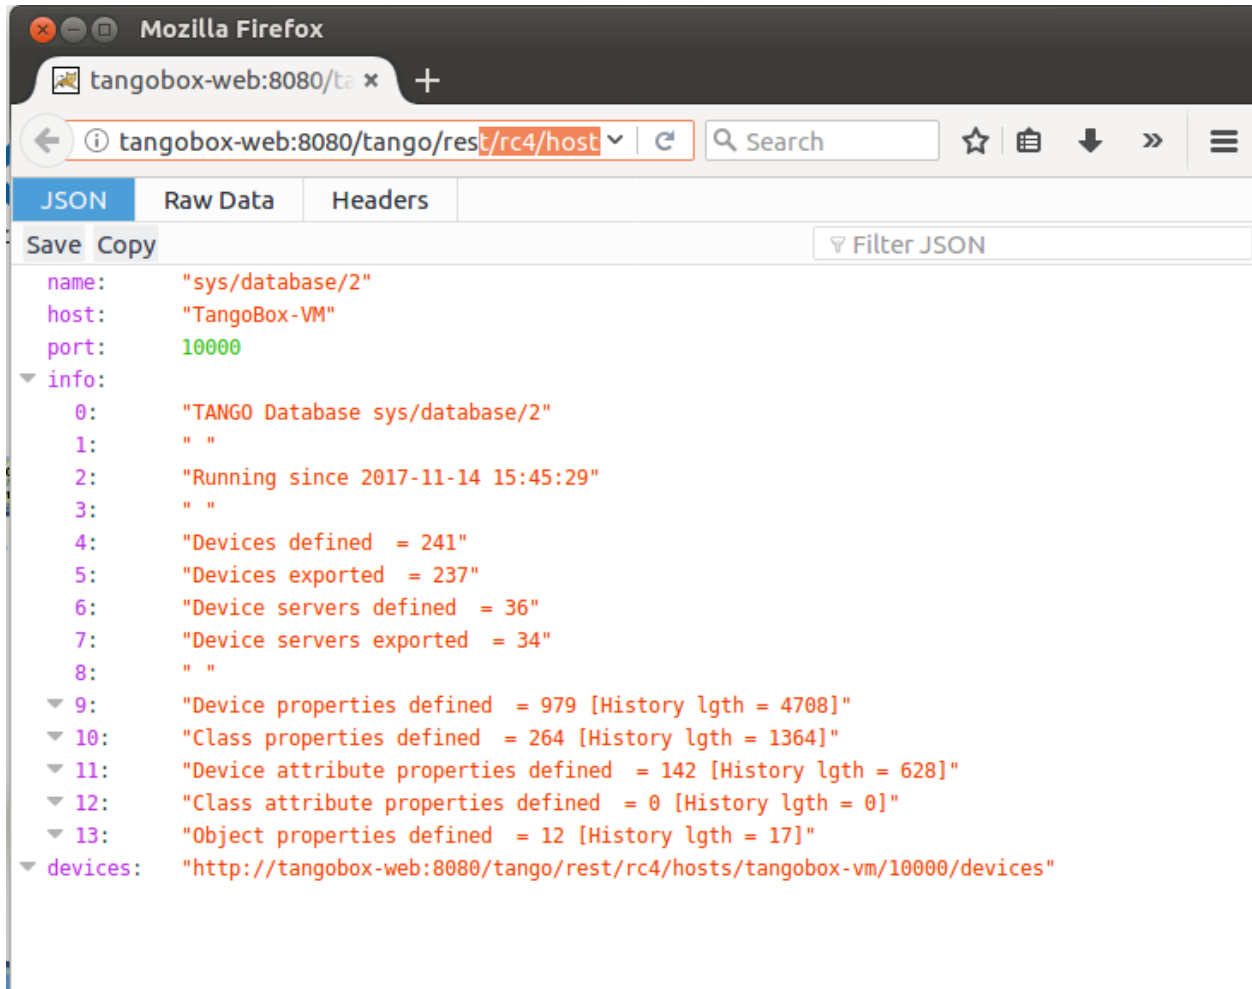 Mozilla Firefox
tangobox-web:8080/ta
tangobox-web:8080/tango/rest/rc4/host
Search
JSON Raw Data Headers
Save Copy Filter JSON
name: "sys/database/2"
host: "TangoBox-VM"
port: 10000
info:
0: "TANGO Database sys/database/2"
1: " "
2: "Running since 2017-11-14 15:45:29"
3: " "
4: "Devices defined  = 241"
5: "Devices exported  = 237"
6: "Device servers defined  = 36"
7: "Device servers exported  = 34"
8: " "
9: "Device properties defined  = 979 [History lgth = 4708]"
10: "Class properties defined  = 264 [History lgth = 1364]"
11: "Device attribute properties defined  = 142 [History lgth = 628]"
12: "Class attribute properties defined  = 0 [History lgth = 0]"
13: "Object properties defined  = 12 [History lgth = 17]"
devices: "http://tangobox-web:8080/tango/rest/rc4/hosts/tangobox-vm/10000/devices"